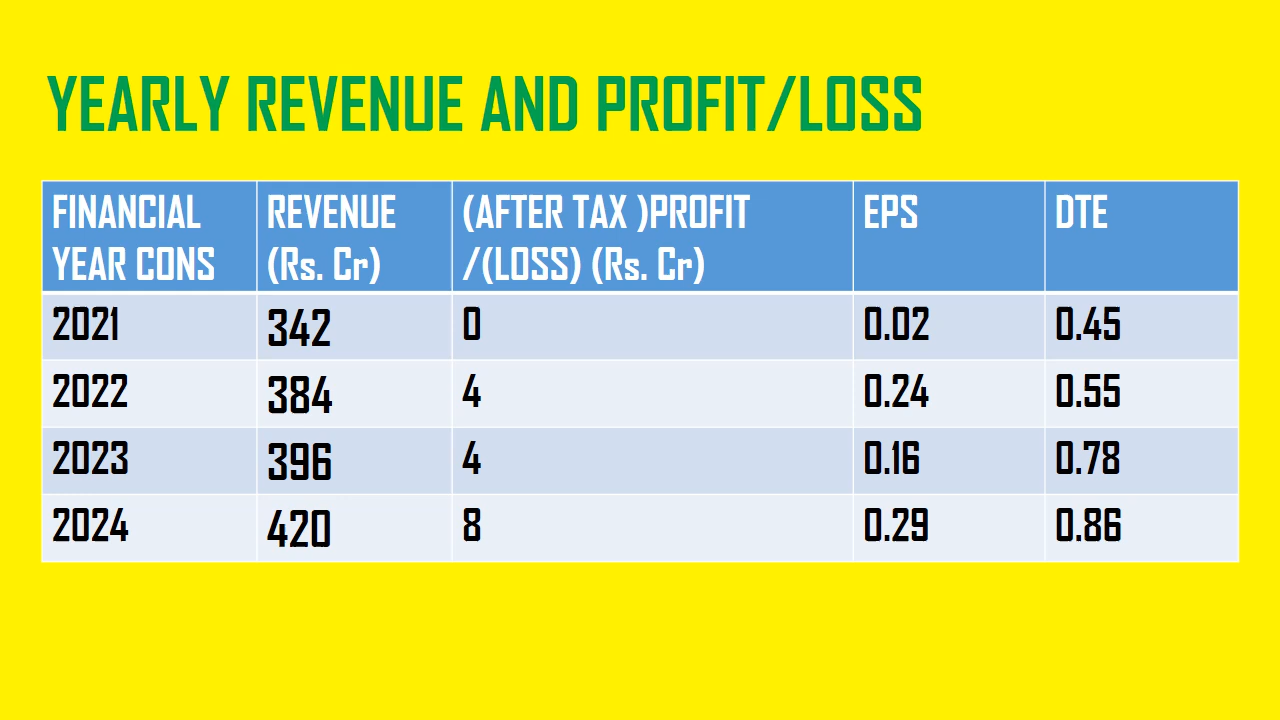 YEARLY REVENUE AND PROFIT/LOSS
FINANCIAL YEAR CONS REVENUE (Rs. Cr) (AFTER TAX )PROFIT /(LOSS) (Rs. Cr) EPS DTE
2021 342 0 0.02 0.45
2022 384 4 0.24 0.55
2023 396 4 0.16 0.78
2024 420 8 0.29 0.86